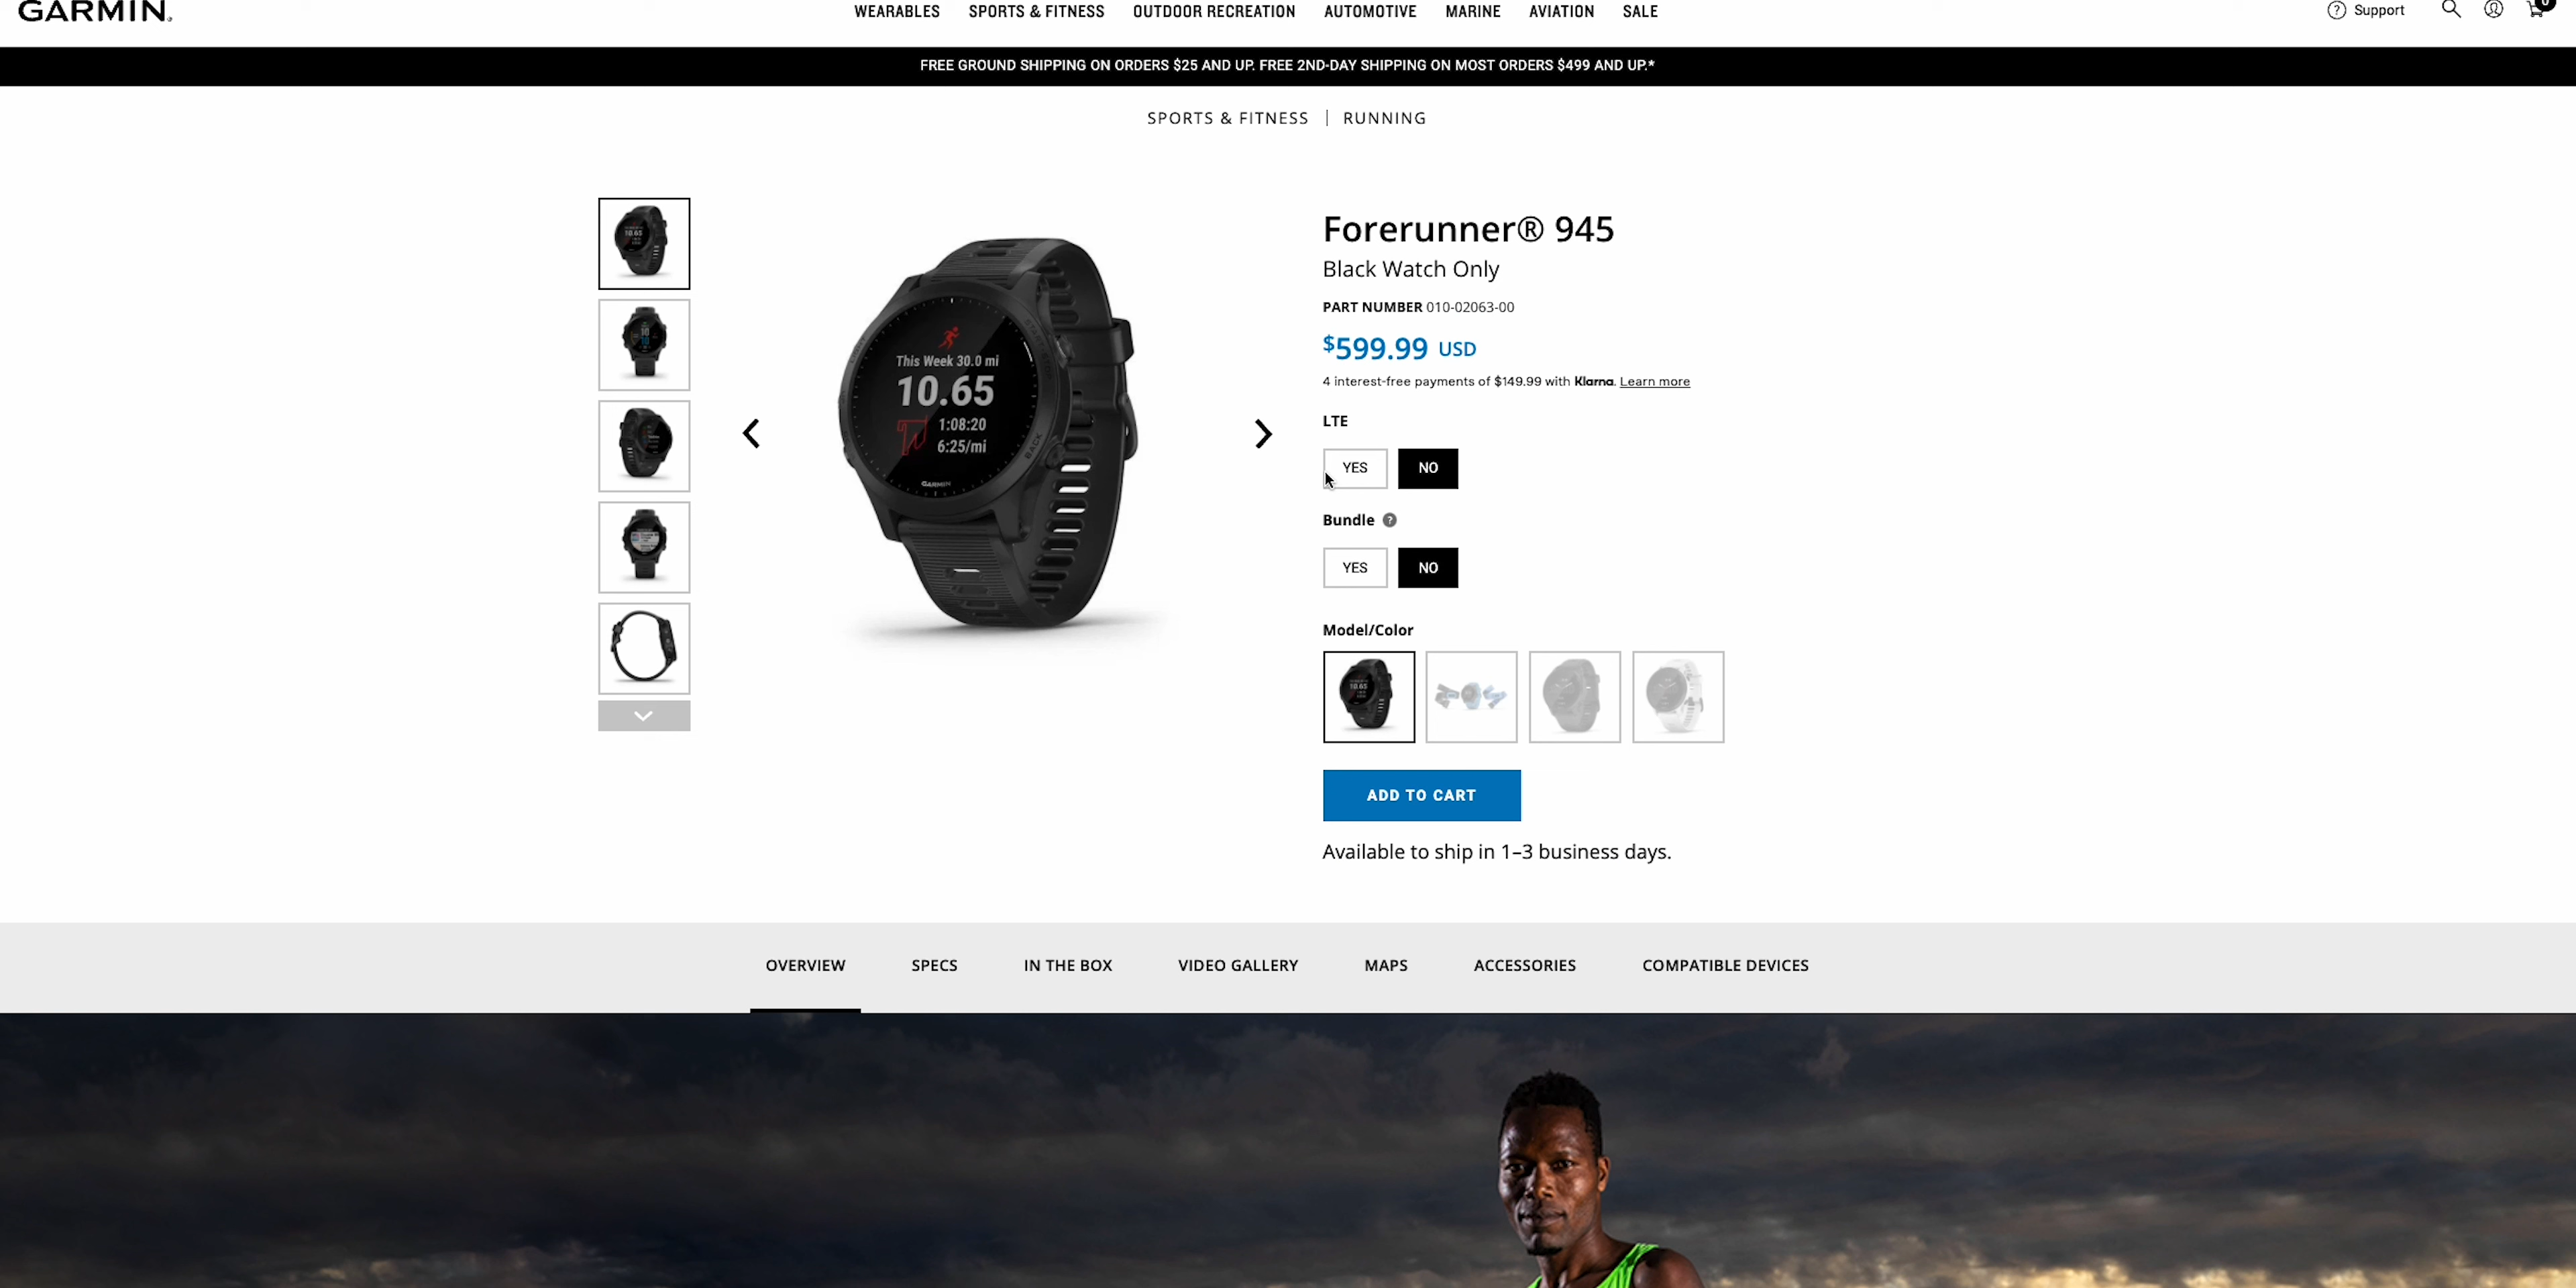 GARMIN.
WEARABLES SPORTS & FITNESS OUTDOOR RECREATION AUTOMOTIVE MARINE AVIATION SALE
Support 0
FREE GROUND SHIPPING ON ORDERS $25 AND UP. FREE 2ND-DAY SHIPPING ON MOST ORDERS $499 AND UP.*
SPORTS & FITNESS | RUNNING
This Week 30.0 mi
10.65
1:08:20
6:25/mi
GARMIN
BACK
Forerunner® 945
Black Watch Only
PART NUMBER 010-02063-00
$599.99 USD
4 interest-free payments of $149.99 with Klarna. Learn more
LTE
YES NO
Bundle ?
YES NO
Model/Color
ADD TO CART
Available to ship in 1–3 business days.
OVERVIEW SPECS IN THE BOX VIDEO GALLERY MAPS ACCESSORIES COMPATIBLE DEVICES